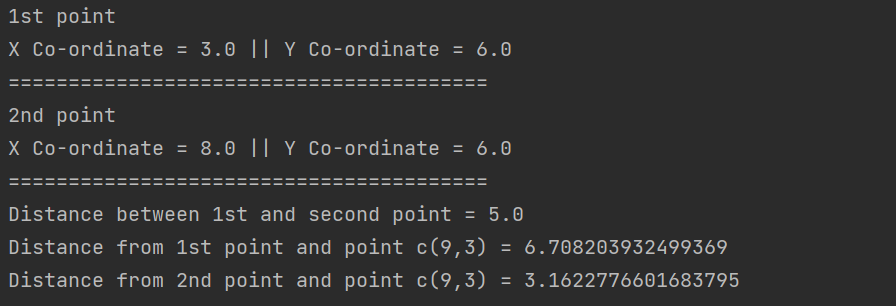 1st point
X Co-ordinate = 3.0 || Y Co-ordinate = 6.0
========================================
2nd point
X Co-ordinate = 8.0 || Y Co-ordinate = 6.0
========================================
Distance between 1st and second point = 5.0
Distance from 1st point and point c(9,3) = 6.708203932499369
Distance from 2nd point and point c(9,3) = 3.1622776601683795